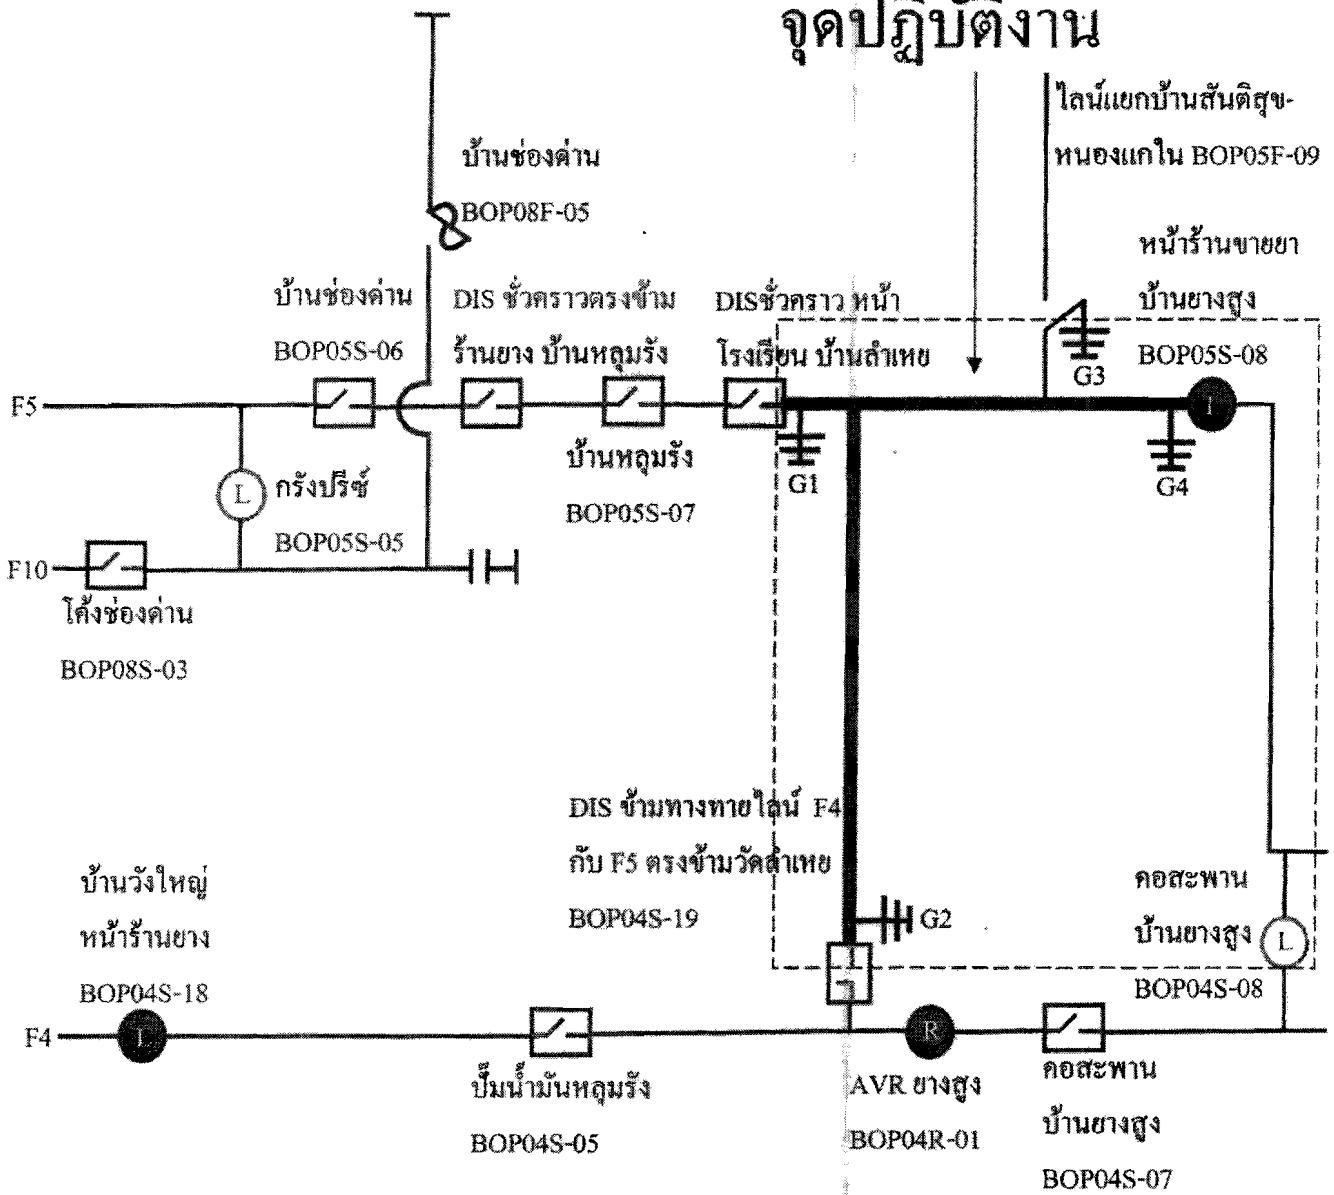 จุดปฏิบัติงาน
ไลน์แยกบ้านสันติสุข-
หนองแกใน BOP05F-09
บ้านช่องด่าน
BOP08F-05
หน้าร้านขายยา
บ้านยางสูง
BOP05S-08
บ้านช่องด่าน
BOP05S-06
DIS ชั่วคราวตรงข้าม
ร้านยาง บ้านหลุมรัง
DISชั่วคราว หน้า
โรงเรียน บ้านลำเหย
G3
F5
บ้านหลุมรัง
BOP05S-07
G1
G4
L
กรังปรีซ์
BOP05S-05
F10
โค้งช่องด่าน
BOP08S-03
DIS ข้ามทางทายไลน์ F4
กับ F5 ตรงข้ามวัดลำเหย
BOP04S-19
G2
บ้านวังใหญ่
หน้าร้านยาง
BOP04S-18
คอสะพาน
บ้านยางสูง
BOP04S-08
L
F4
R
ปั๊มน้ำมันหลุมรัง
BOP04S-05
AVR ยางสูง
BOP04R-01
คอสะพาน
บ้านยางสูง
BOP04S-07